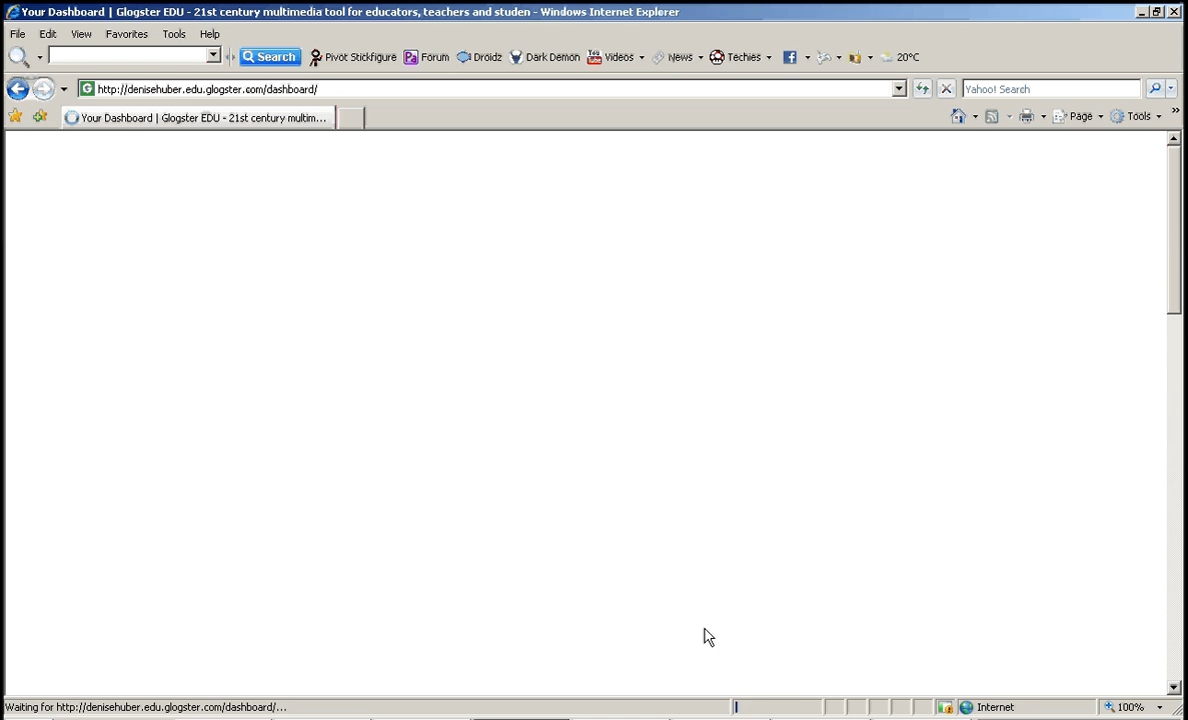 Your Dashboard | Glogster EDU - 21st century multimedia tool for educators, teachers and studen - Windows Internet Explorer
File Edit View Favorites Tools Help
Search Pivot Stickfigure Forum Droidz Dark Demon Videos News Techies 20°C
http://denisehuber.edu.glogster.com/dashboard/ Yahoo! Search
Your Dashboard | Glogster EDU - 21st century multim... Page Tools
Waiting for http://denisehuber.edu.glogster.com/dashboard/... Internet 100%